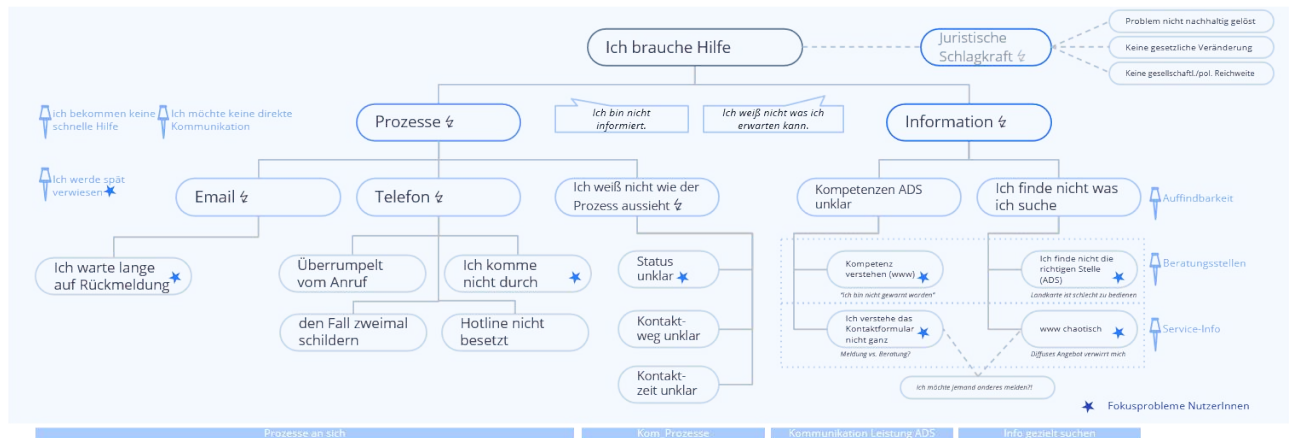 Ich brauche Hilfe
Juristische
Schlagkraft
Problem nicht nachhaltig gelöst
Keine gesetzliche Veränderung
Keine gesellschaftl./pol. Reichweite
ich bekommen keine
schnelle Hilfe
Ich möchte keine direkte
Kommunikation
Prozesse
Ich bin nicht
informiert.
Ich weiß nicht was ich
erwarten kann.
Information
Ich werde spät
verwiesen
Email
Telefon
Ich weiß nicht wie der
Prozess aussieht
Kompetenzen ADS
unklar
Ich finde nicht was
ich suche
Auffindbarkeit
Ich warte lange
auf Rückmeldung
Überrumpelt
vom Anruf
Ich komme
nicht durch
Status
unklar
Kompetenz
verstehen (www)
"Ich bin nicht gewarnt worden"
Ich finde nicht die
richtigen Stelle
(ADS)
Landkarte ist schlecht zu bedienen
Beratungsstellen
den Fall zweimal
schildern
Hotline nicht
besetzt
Kontakt-
weg unklar
Ich verstehe das
Kontaktformular
nicht ganz
Meldung vs. Beratung?
www chaotisch
Diffuses Angebot verwirrt mich
Service-Info
Kontakt-
zeit unklar
Ich möchte jemand anderes melden?!
Fokusprobleme NutzerInnen
Prozesse an sich
Kom_Prozesse
Kommunikation Leistung ADS
Info gezielt suchen